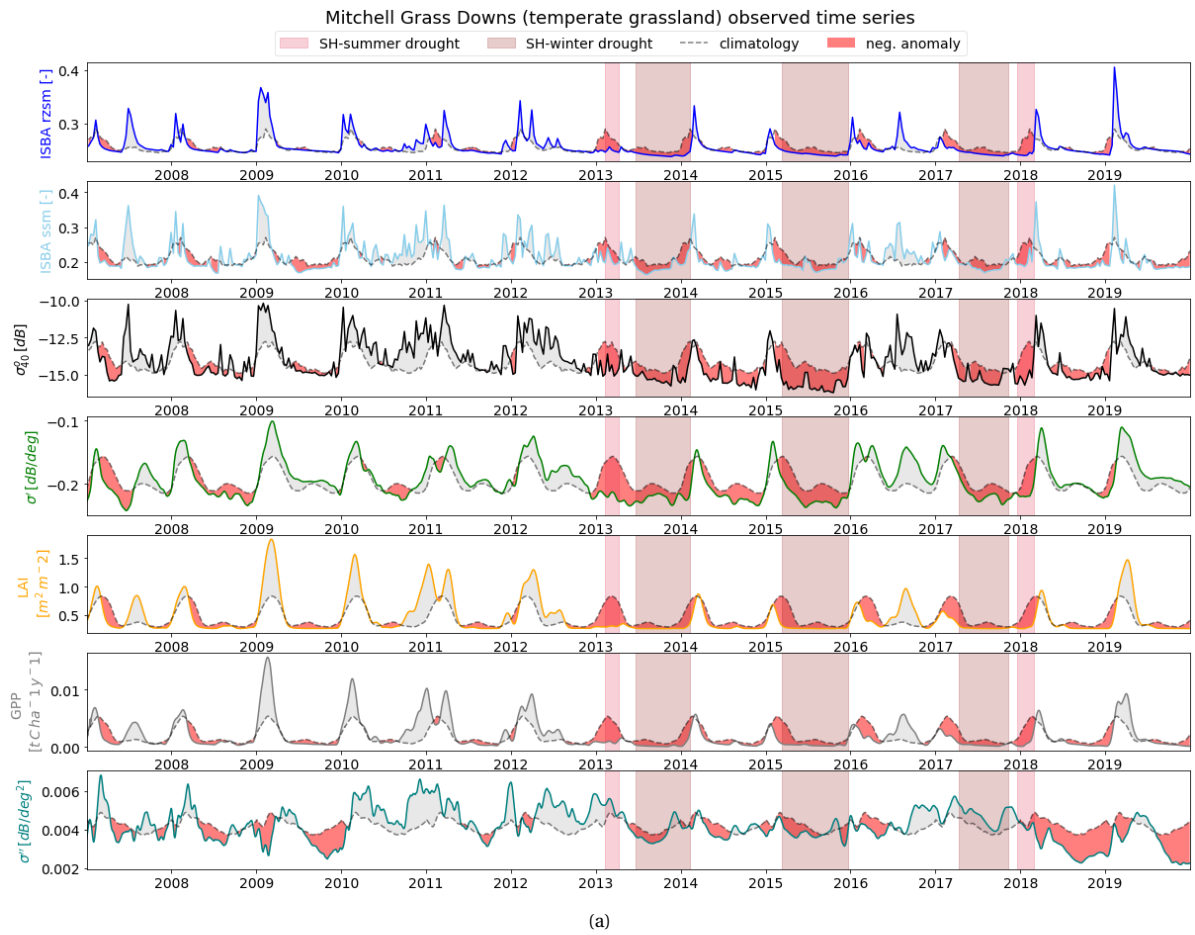 Mitchell Grass Downs (temperate grassland) observed time series
SH-summer drought SH-winter drought climatology neg. anomaly
ISBA rzsm [-]
0.4
0.3
2008 2009 2010 2011 2012 2013 2014 2015 2016 2017 2018 2019
ISBA ssm [-]
0.4
0.3
0.2
2008 2009 2010 2011 2012 2013 2014 2015 2016 2017 2018 2019
σ°₄₀ [dB]
−10.0
−12.5
−15.0
2008 2009 2010 2011 2012 2013 2014 2015 2016 2017 2018 2019
σ′ [dB/deg]
−0.1
−0.2
2008 2009 2010 2011 2012 2013 2014 2015 2016 2017 2018 2019
LAI
[m² m−2]
1.5
1.0
0.5
2008 2009 2010 2011 2012 2013 2014 2015 2016 2017 2018 2019
GPP
[t C ha⁻1 y⁻1]
0.01
0.00
2008 2009 2010 2011 2012 2013 2014 2015 2016 2017 2018 2019
σ′′ [dB/deg²]
0.006
0.004
0.002
2008 2009 2010 2011 2012 2013 2014 2015 2016 2017 2018 2019
(a)